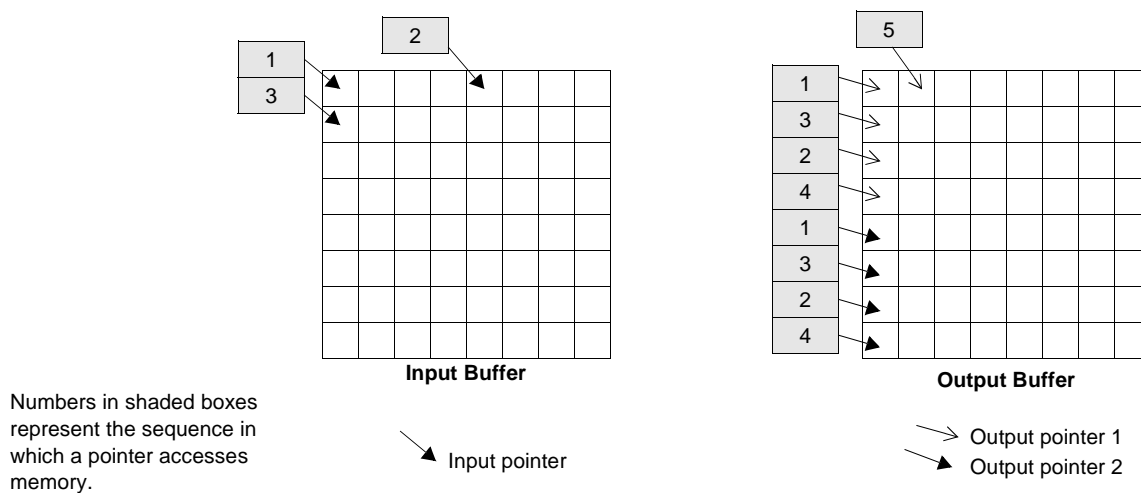 2
1
3
Input Buffer
5
1
3
2
4
1
3
2
4
Output Buffer
Numbers in shaded boxes
represent the sequence in
which a pointer accesses
memory.
Input pointer
Output pointer 1
Output pointer 2